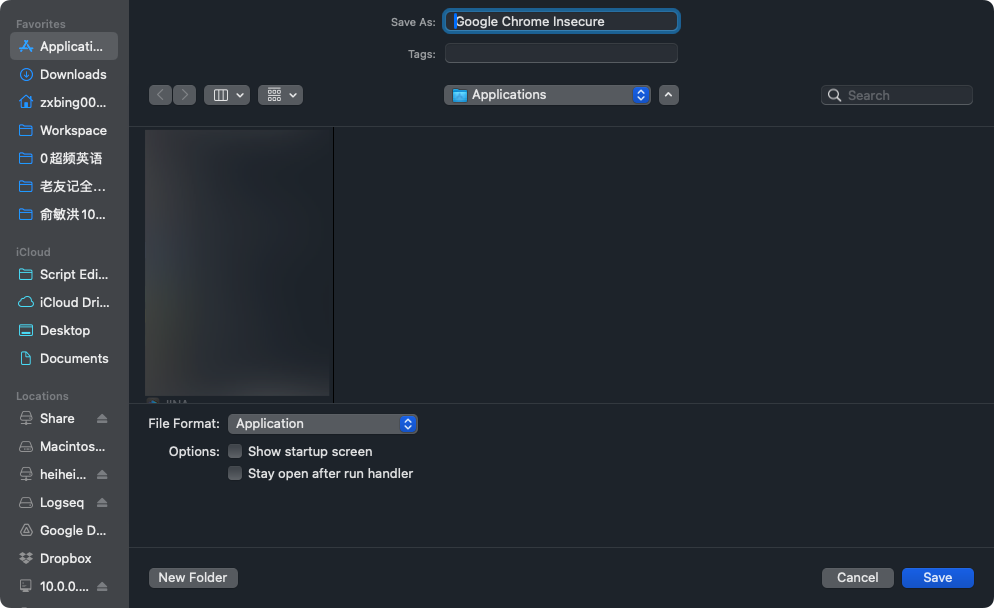 Favorites
Applicati...
Downloads
zxbing00...
Workspace
0超频英语
老友记全...
俞敏洪10...
iCloud
Script Edi...
iCloud Dri...
Desktop
Documents
Locations
Share
Macintos...
heihei...
Logseq
Google D...
Dropbox
10.0.0....
Save As: Google Chrome Insecure
Tags:
Applications
Search
File Format: Application
Options: Show startup screen
Stay open after run handler
New Folder
Cancel
Save